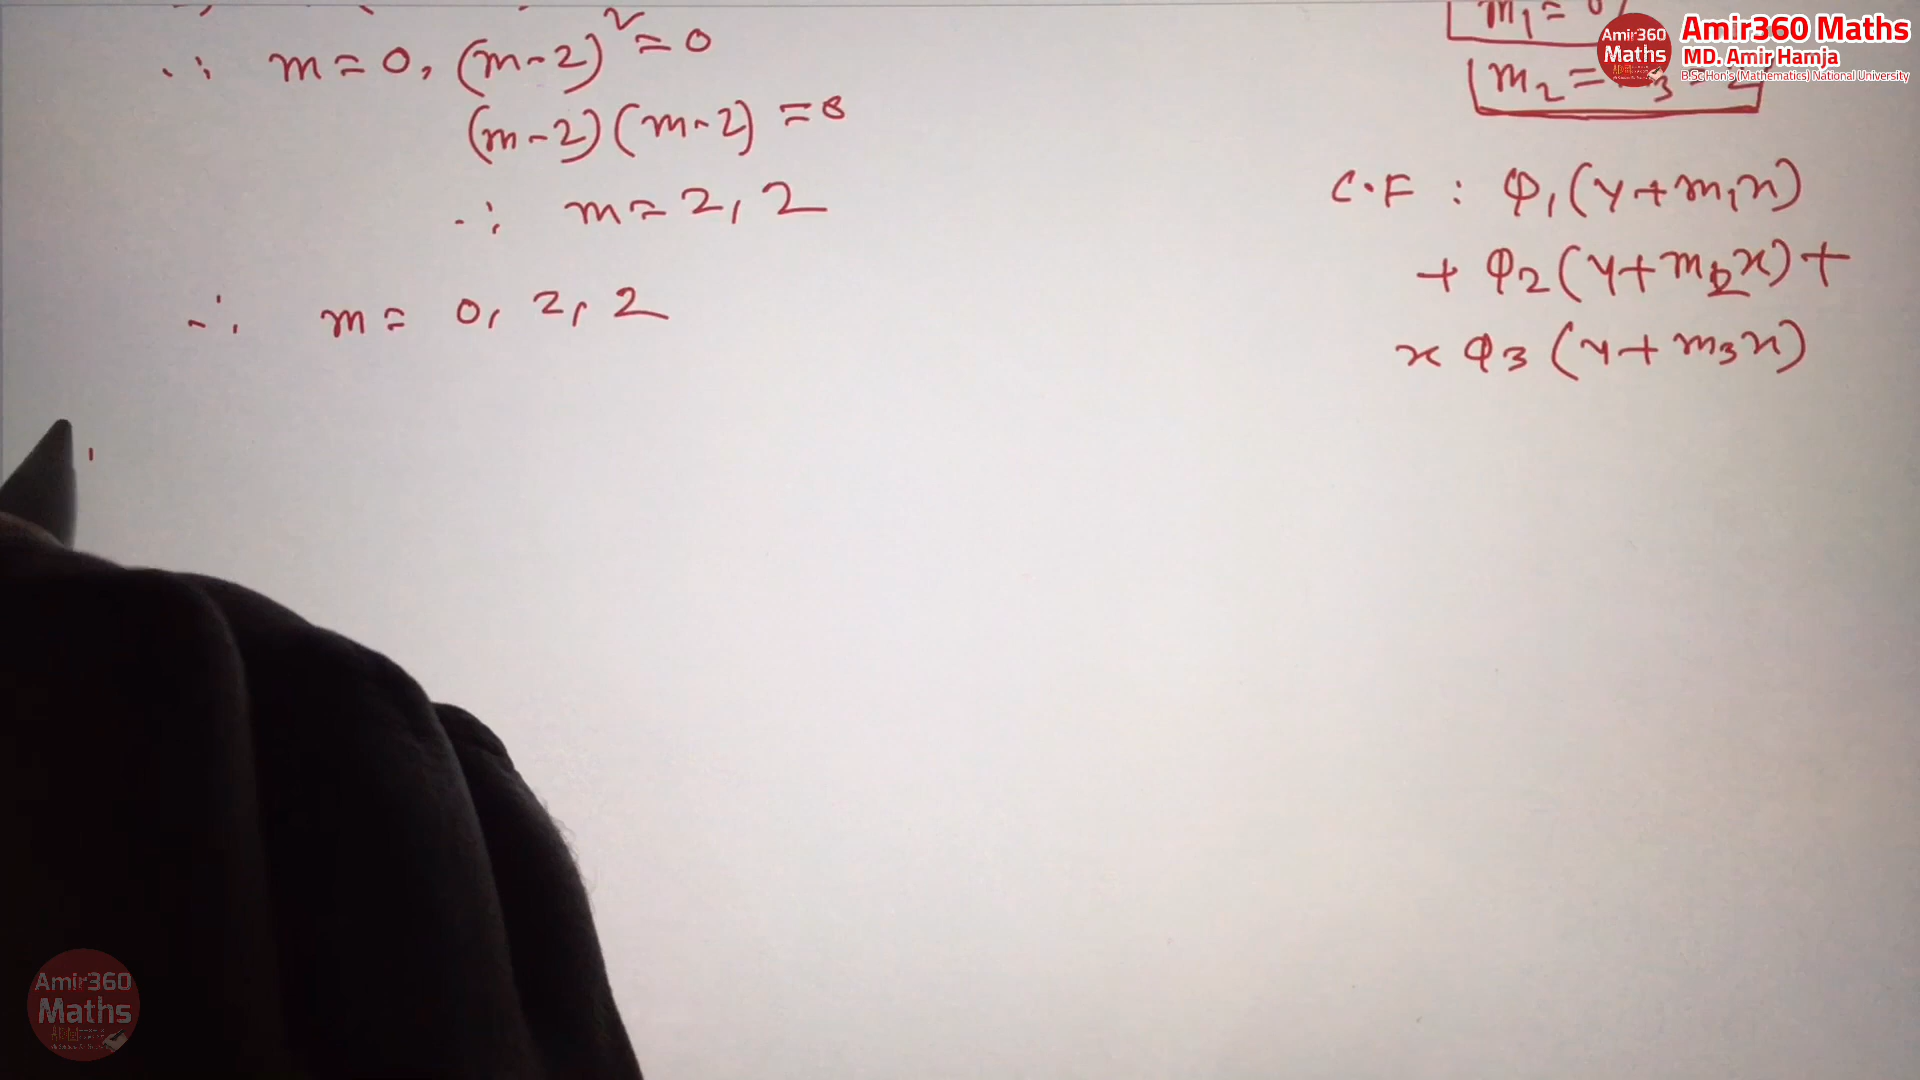 ∴ m = 0, (m-2)² = 0
(m-2)(m-2) = 0
∴ m = 2, 2
∴ m = 0, 2, 2
m₁ = 0,
m₂ = m₃ = 2
C.F : φ₁(y+m₁x)
+ φ₂(y+m₂x) +
x φ₃(y+m₃x)
Amir360 Maths
Amir360 Maths
MD. Amir Hamja
B.Sc Hon's (Mathematics) National University
Amir360
Maths